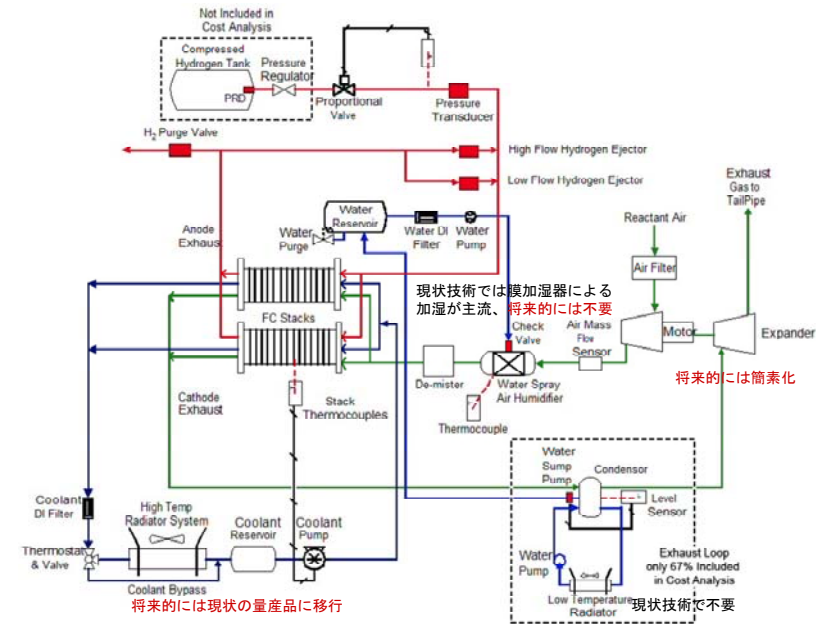 Not Included in
Cost Analysis
Compressed
Hydrogen Tank
PRD
Pressure
Regulator
Proportional
Valve
Pressure
Transducer
H2 Purge Valve
High Flow Hydrogen Ejector
Low Flow Hydrogen Ejector
Exhaust
Gas to
TailPipe
Anode
Exhaus
Water
Reservoir
Water
Purge
Water DI
Filter
Water
Pump
Reactant Air
Air Filter
現状技術では膜加湿器による
加湿が主流、将来的には不要
FC Stacks
Check
Valve
Air Mass
Flow
Sensor
Motor
Expander
De-mister
Water Spray
Air Humidifier
将来的には簡素化
Cathode
Exhaust
Stack
Thermocouples
Thermocouple
Water
Sump
Pump
Condensor
Level
Sensor
Coolant
DI Filter
High Temp
Radiator System
Coolant
Reservoir
Coolant
Pump
Thermostat
& Valve
Coolant Bypass
Water
Pump
Exhaust Loop
only 67% Included
in Cost Analysis
Low Temperature
Radiator
現状技術で不要
将来的には現状の量産品に移行